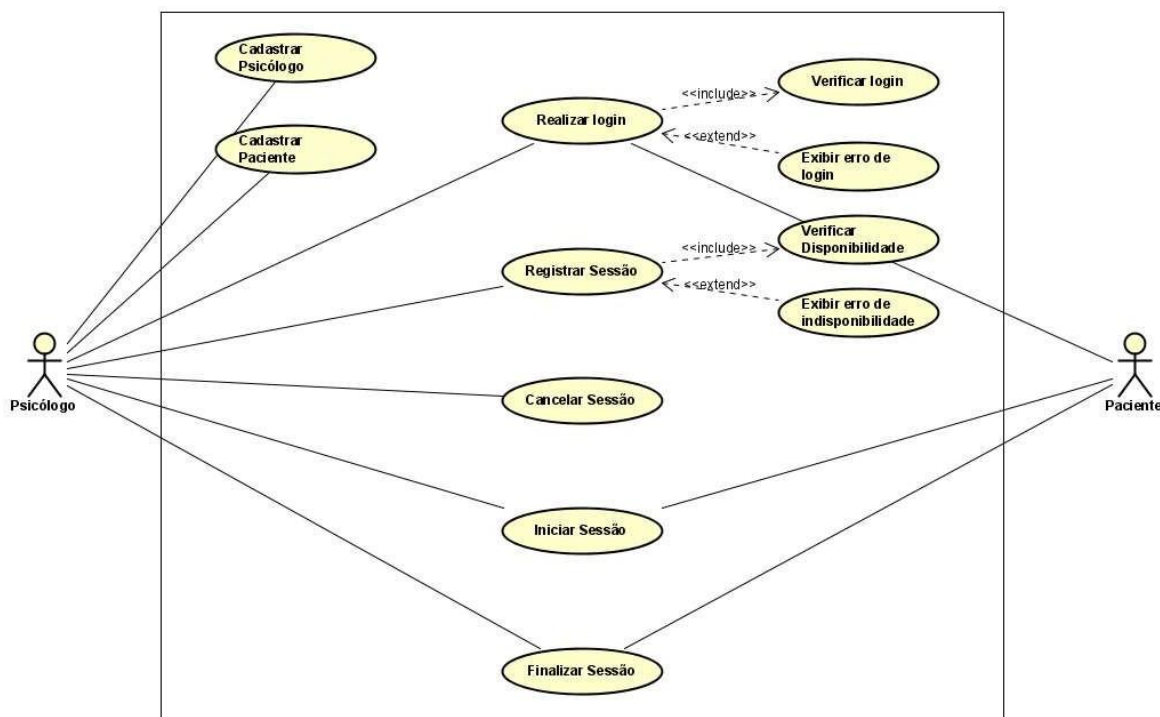 Cadastrar
Psicólogo
Cadastrar
Paciente
Realizar login
<<include>>
Verificar login
<<extend>>
Exibir erro de
login
Registrar Sessão
<<include>>
Verificar
Disponibilidade
<<extend>>
Exibir erro de
indisponibilidade
Psicólogo
Cancelar Sessão
Paciente
Iniciar Sessão
Finalizar Sessão